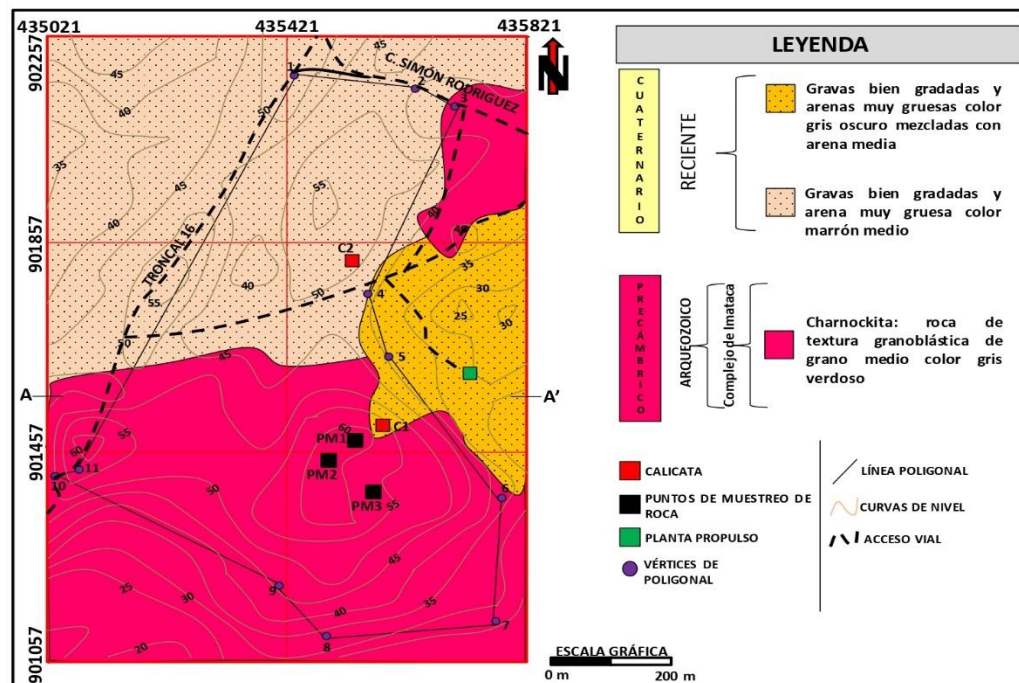 435021
435421
435821
902257
901857
901457
901057
N
C. SIMÓN RODRIGUEZ
TRONCAL 16
1
2
3
4
5
6
7
8
9
10
11
C2
C1
PM1
PM2
PM3
A
A'
45
45
40
50
35
45
55
40
40
40
35
55
40
50
30
25
30
50
45
55
60
60
50
55
45
25
30
40
35
40
20
ESCALA GRÁFICA
0 m
200 m
LEYENDA
CUATERNARIO
RECIENTE
Gravas bien gradadas y
arenas muy gruesas color
gris oscuro mezcladas con
arena media
Gravas bien gradadas y
arena muy gruesa color
marrón medio
PRECÁMBRICO
ARQUEOZOICO
Complejo de Imataca
Charnockita: roca de
textura granoblástica de
grano medio color gris
verdoso
CALICATA
PUNTOS DE MUESTREO DE
ROCA
PLANTA PROPULSO
VÉRTICES DE
POLIGONAL
LÍNEA POLIGONAL
CURVAS DE NIVEL
ACCESO VIAL